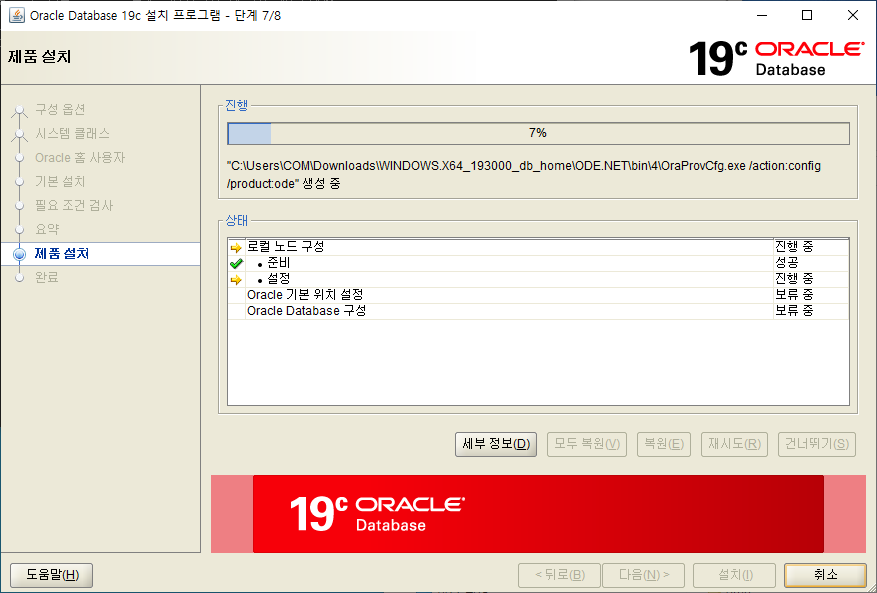 Oracle Database 19c 설치 프로그램 - 단계 7/8
제품 설치
19c ORACLE
Database
구성 옵션
시스템 클래스
Oracle 홈 사용자
기본 설치
필요 조건 검사
요약
제품 설치
완료
진행
7%
"C:\Users\COM\Downloads\WINDOWS.X64_193000_db_home\ODE.NET\bin\4\OraProvCfg.exe /action:config
/product:ode" 생성 중
상태
로컬 노드 구성 진행 중
• 준비 성공
• 설정 진행 중
Oracle 기본 위치 설정 보류 중
Oracle Database 구성 보류 중
세부 정보(D) 모두 복원(V) 복원(E) 재시도(R) 건너뛰기(S)
19c ORACLE
Database
도움말(H) < 뒤로(B) 다음(N) > 설치(I) 취소